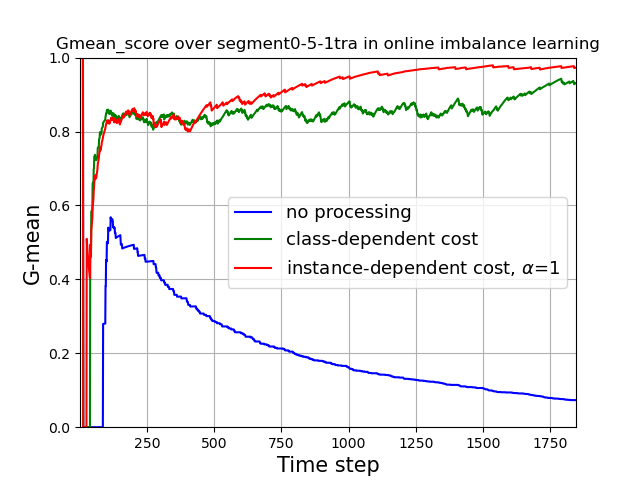 Gmean_score over segment0-5-1tra in online imbalance learning
1.0
0.8
0.6
0.4
0.2
0.0
G-mean
no processing
class-dependent cost
instance-dependent cost, α=1
250 500 750 1000 1250 1500 1750
Time step